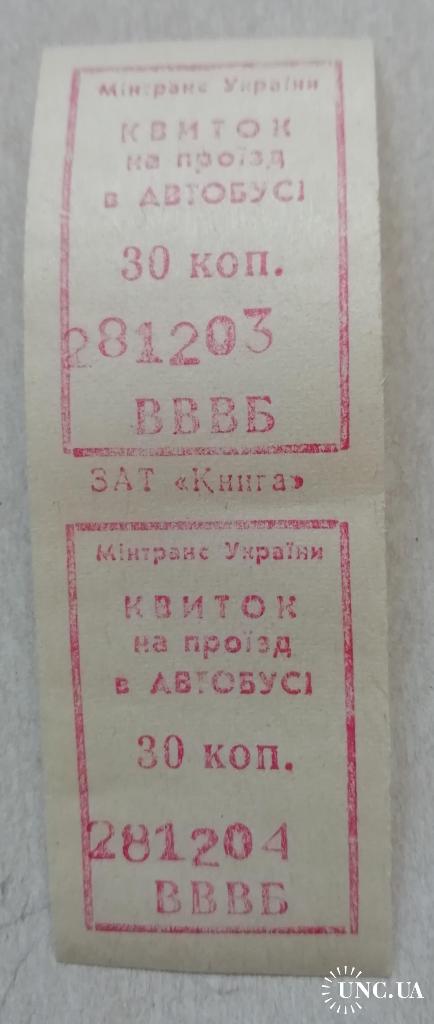 Мінтранс України
КВИТОК
на проїзд
в АВТОБУСІ
30 коп.
281203
ВВВБ
ЗАТ «Книга»
Мінтранс України
КВИТОК
на проїзд
в АВТОБУСІ
30 коп.
281204
ВВВБ
UNC.UA